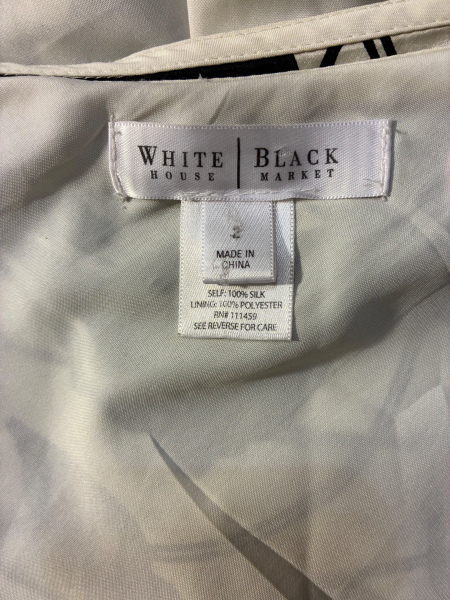 WHITE | BLACK
HOUSE MARKET
2
MADE IN
CHINA
SELF: 100% SILK
LINING: 100% POLYESTER
RN# 111459
SEE REVERSE FOR CARE